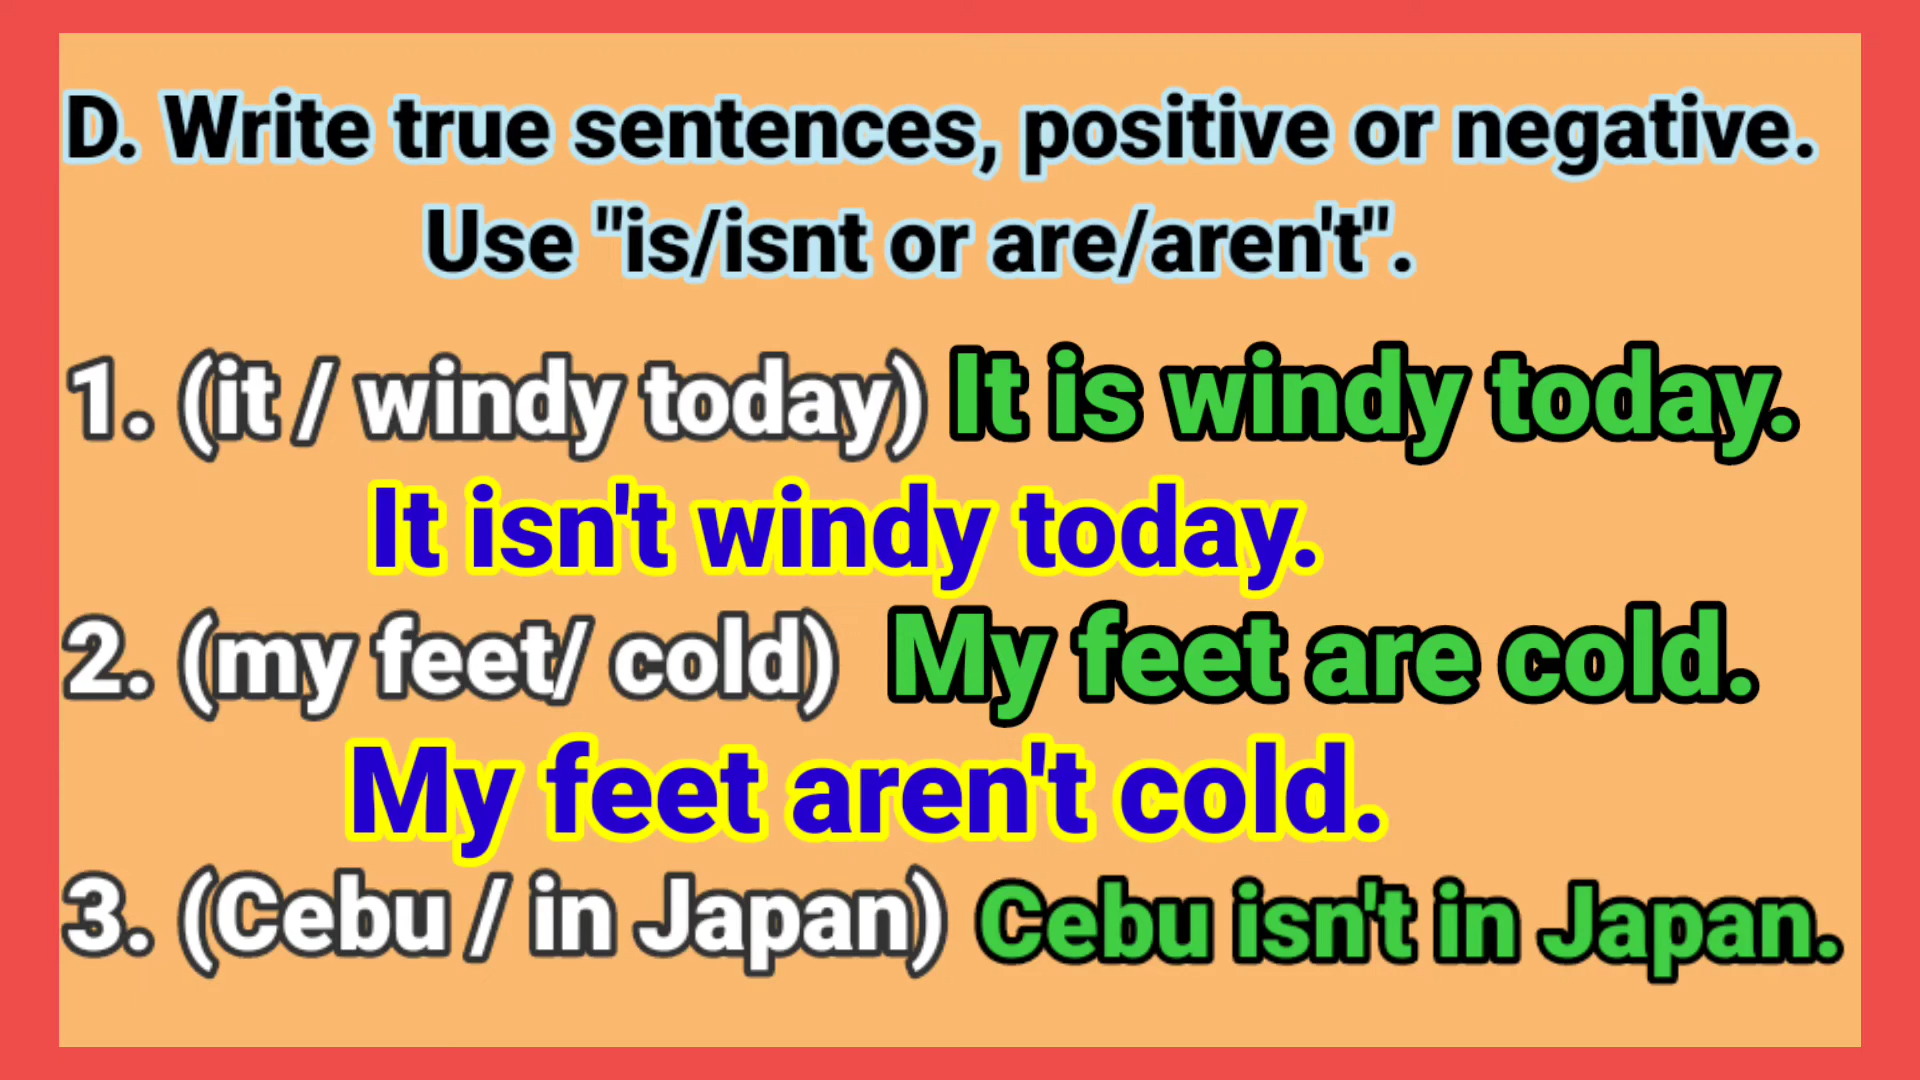 D. Write true sentences, positive or negative.
Use "is/isnt or are/aren't".
1. (it / windy today) It is windy today.
It isn't windy today.
2. (my feet/ cold) My feet are cold.
My feet aren't cold.
3. (Cebu / in Japan) Cebu isn't in Japan.